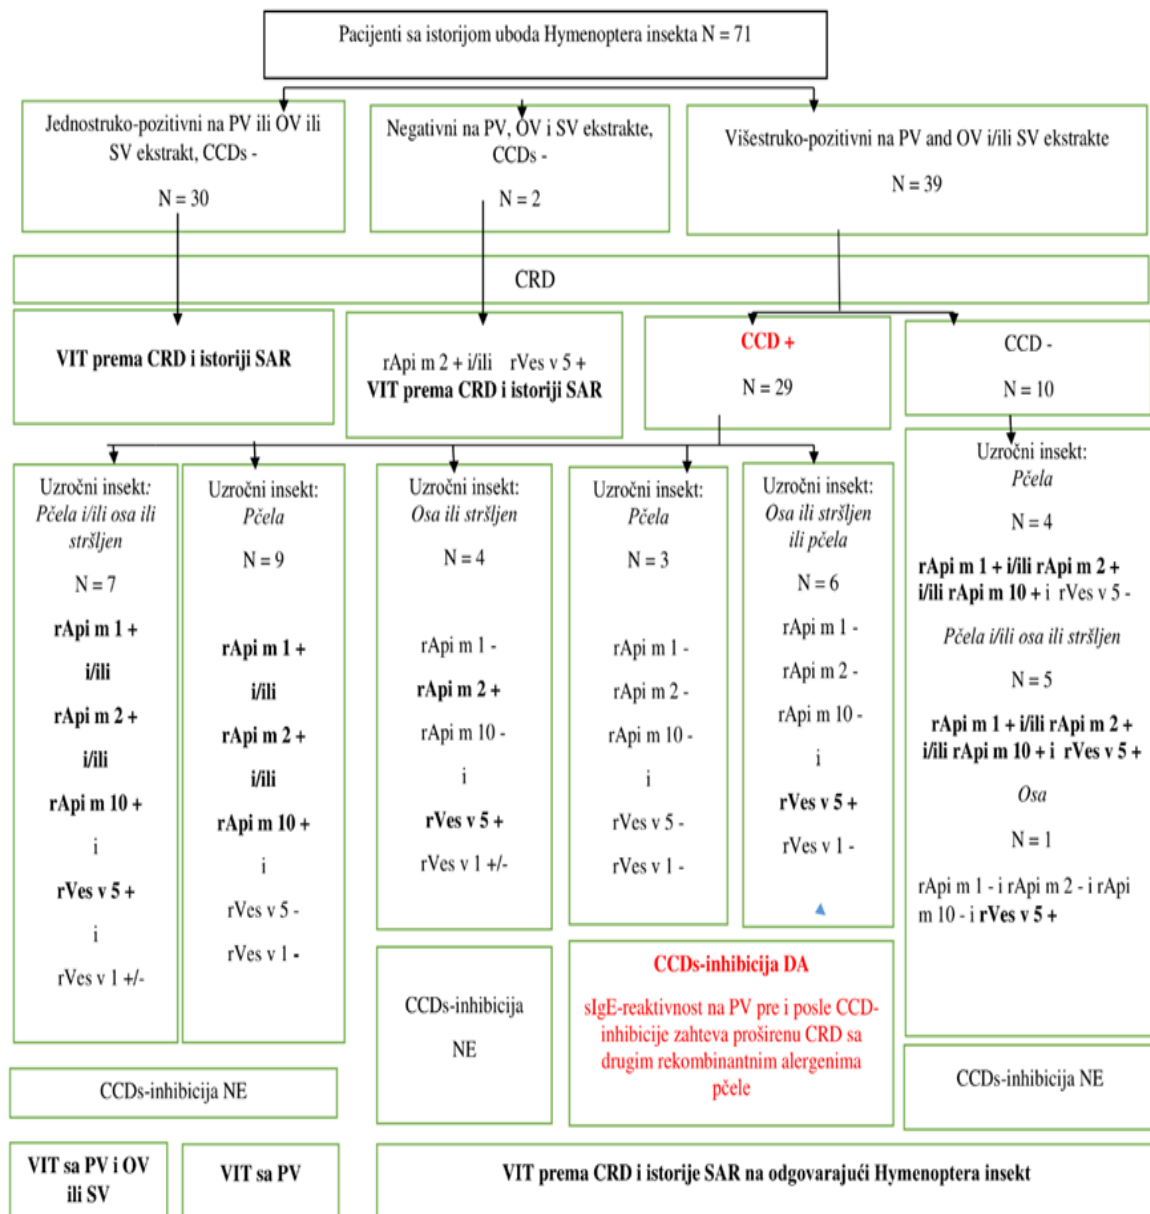 Pacijenti sa istorijom uboda Hymenoptera insekta N = 71
Jednostruko-pozitivni na PV ili OV ili
SV ekstrakt, CCDs -
N = 30
Negativni na PV, OV i SV ekstrakte,
CCDs -
N = 2
Višestruko-pozitivni na PV and OV i/ili SV ekstrakte
N = 39
CRD
VIT prema CRD i istoriji SAR
rApi m 2 + i/ili rVes v 5 +
VIT prema CRD i istoriji SAR
CCD +
N = 29
CCD -
N = 10
Uzročni insekt:
Pčela i/ili osa ili
stršljen
N = 7
rApi m 1 +
i/ili
rApi m 2 +
i/ili
rApi m 10 +
i
rVes v 5 +
i
rVes v 1 +/-
Uzročni insekt:
Pčela
N = 9
rApi m 1 +
i/ili
rApi m 2 +
i/ili
rApi m 10 +
i
rVes v 5 -
rVes v 1 -
Uzročni insekt:
Osa ili stršljen
N = 4
rApi m 1 -
rApi m 2 +
rApi m 10 -
i
rVes v 5 +
rVes v 1 +/-
Uzročni insekt:
Pčela
N = 3
rApi m 1 -
rApi m 2 -
rApi m 10 -
i
rVes v 5 -
rVes v 1 -
Uzročni insekt:
Osa ili stršljen
ili pčela
N = 6
rApi m 1 -
rApi m 2 -
rApi m 10 -
i
rVes v 5 +
rVes v 1 -
Uzročni insekt:
Pčela
N = 4
rApi m 1 + i/ili rApi m 2 +
i/ili rApi m 10 + i rVes v 5 -
Pčela i/ili osa ili stršljen
N = 5
rApi m 1 + i/ili rApi m 2 +
i/ili rApi m 10 + i rVes v 5 +
Osa
N = 1
rApi m 1 - i rApi m 2 - i rApi
m 10 - i rVes v 5 +
CCDs-inhibicija NE
CCDs-inhibicija
NE
CCDs-inhibicija DA
sIgE-reaktivnost na PV pre i posle CCD-
inhibicije zahteva proširenu CRD sa
drugim rekombinantnim alergenima
pčele
CCDs-inhibicija NE
VIT sa PV i OV
ili SV
VIT sa PV
VIT prema CRD i istorije SAR na odgovarajući Hymenoptera insekt